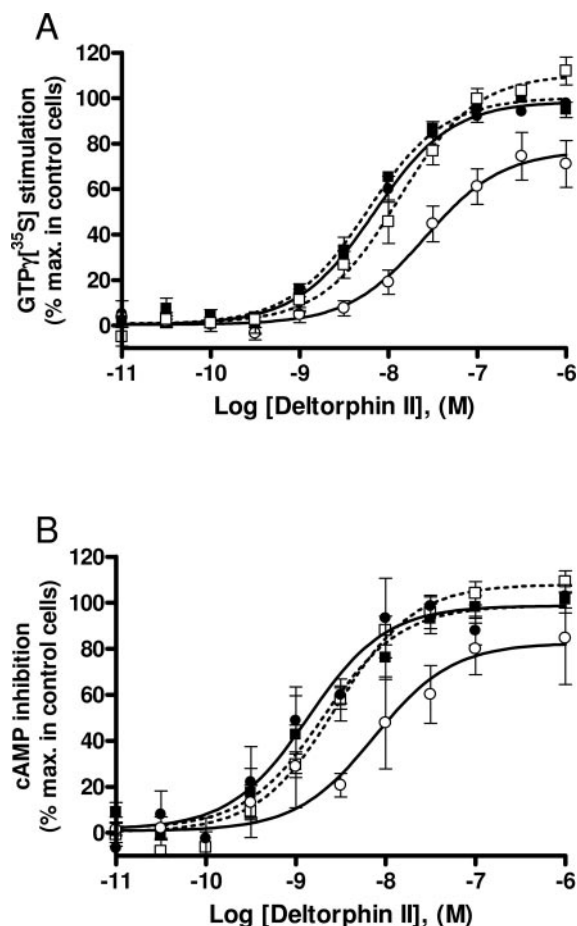 A
GTPγ[³⁵S] stimulation
(% max. in control cells)
120
100
80
60
40
20
0
-11 -10 -9 -8 -7 -6
Log [Deltorphin II], (M)
B
cAMP inhibition
(% max. in control cells)
120
100
80
60
40
20
0
-11 -10 -9 -8 -7 -6
Log [Deltorphin II], (M)